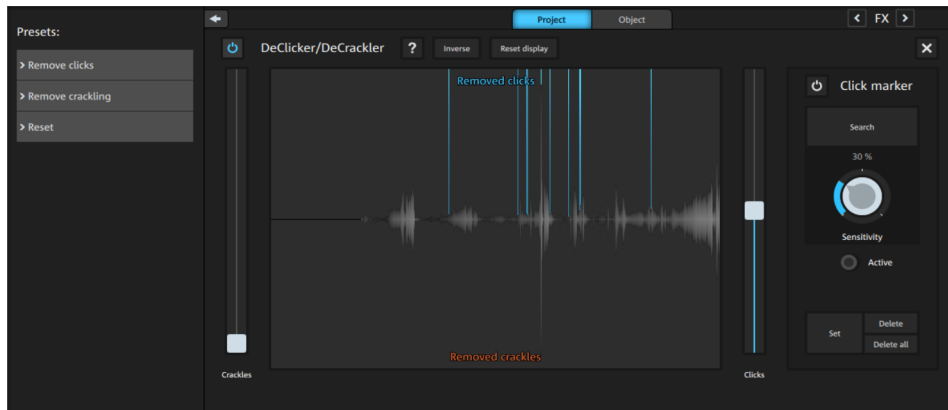 Presets:
> Remove clicks
> Remove crackling
> Reset
Project
Object
< FX >
DeClicker/DeCrackler
?
Inverse
Reset display
Removed clicks
Removed crackles
Crackles
Clicks
Click marker
Search
30 %
Sensitivity
Active
Set
Delete
Delete all